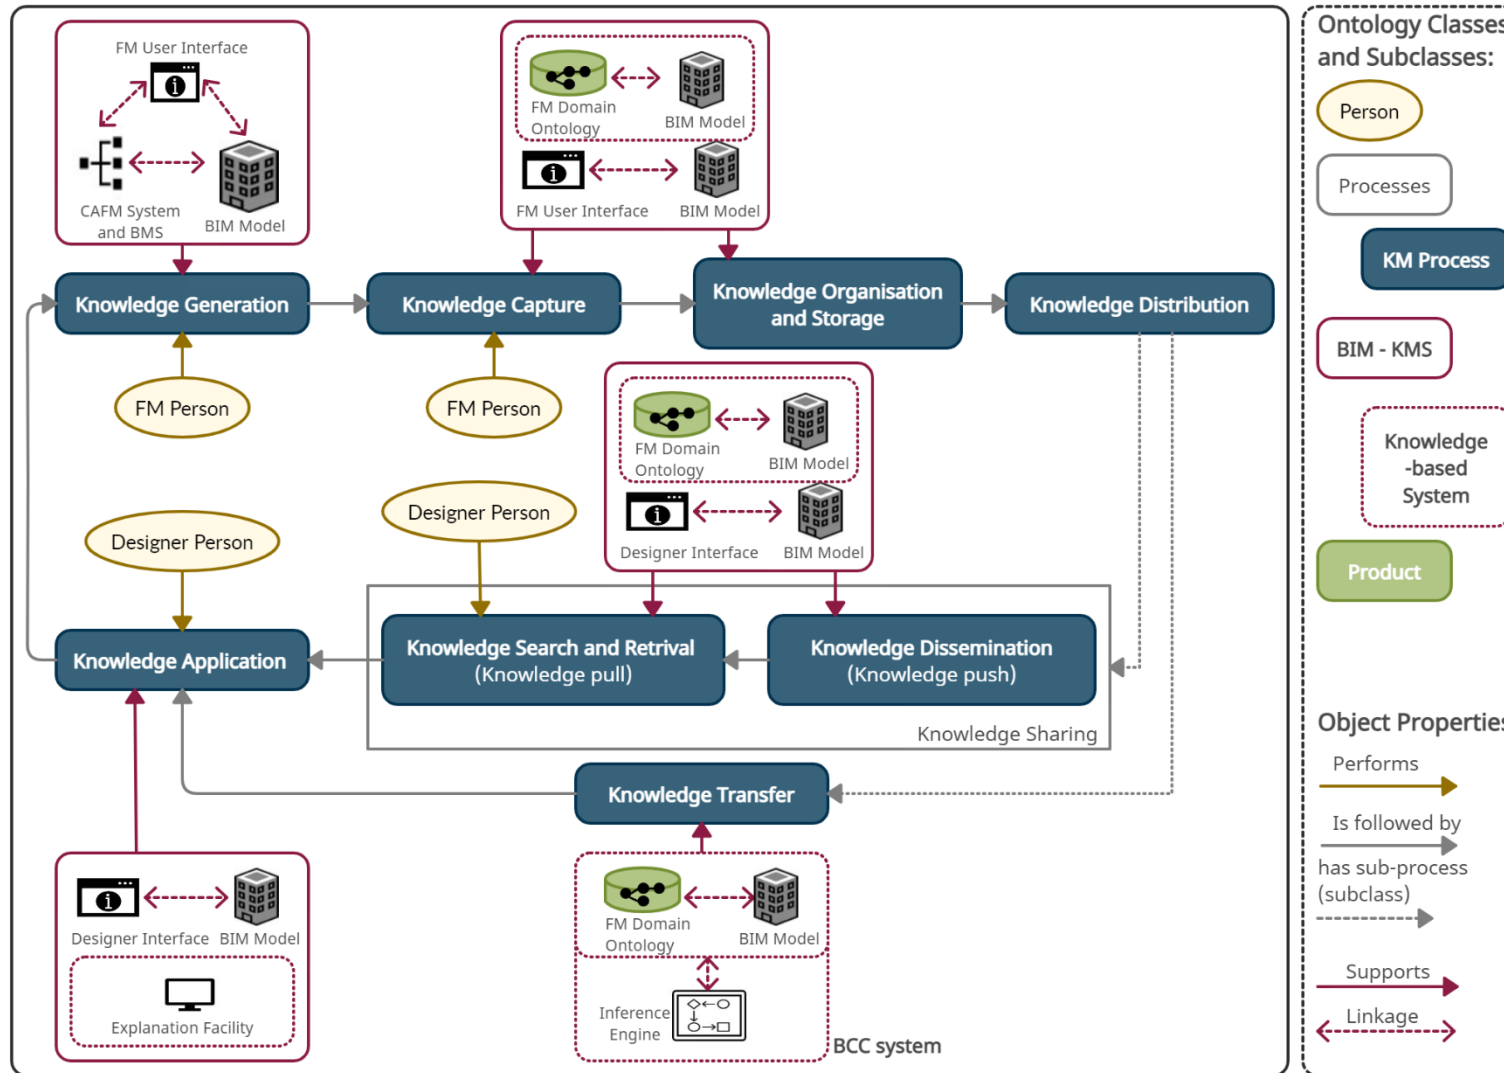 FM User Interface
CAFM System
and BMS
BIM Model
FM Domain
Ontology
BIM Model
FM User Interface
BIM Model
Knowledge Generation
Knowledge Capture
Knowledge Organisation
and Storage
Knowledge Distribution
FM Person
FM Person
FM Domain
Ontology
BIM Model
Designer Interface
BIM Model
Designer Person
Designer Person
Knowledge Application
Knowledge Search and Retrival
(Knowledge pull)
Knowledge Dissemination
(Knowledge push)
Knowledge Sharing
Knowledge Transfer
Designer Interface
BIM Model
Explanation Facility
FM Domain
Ontology
BIM Model
Inference
Engine
BCC system
Ontology Classes
and Subclasses:
Person
Processes
KM Process
BIM - KMS
Knowledge
-based
System
Product
Object Properties
Performs
Is followed by
has sub-process
(subclass)
Supports
Linkage